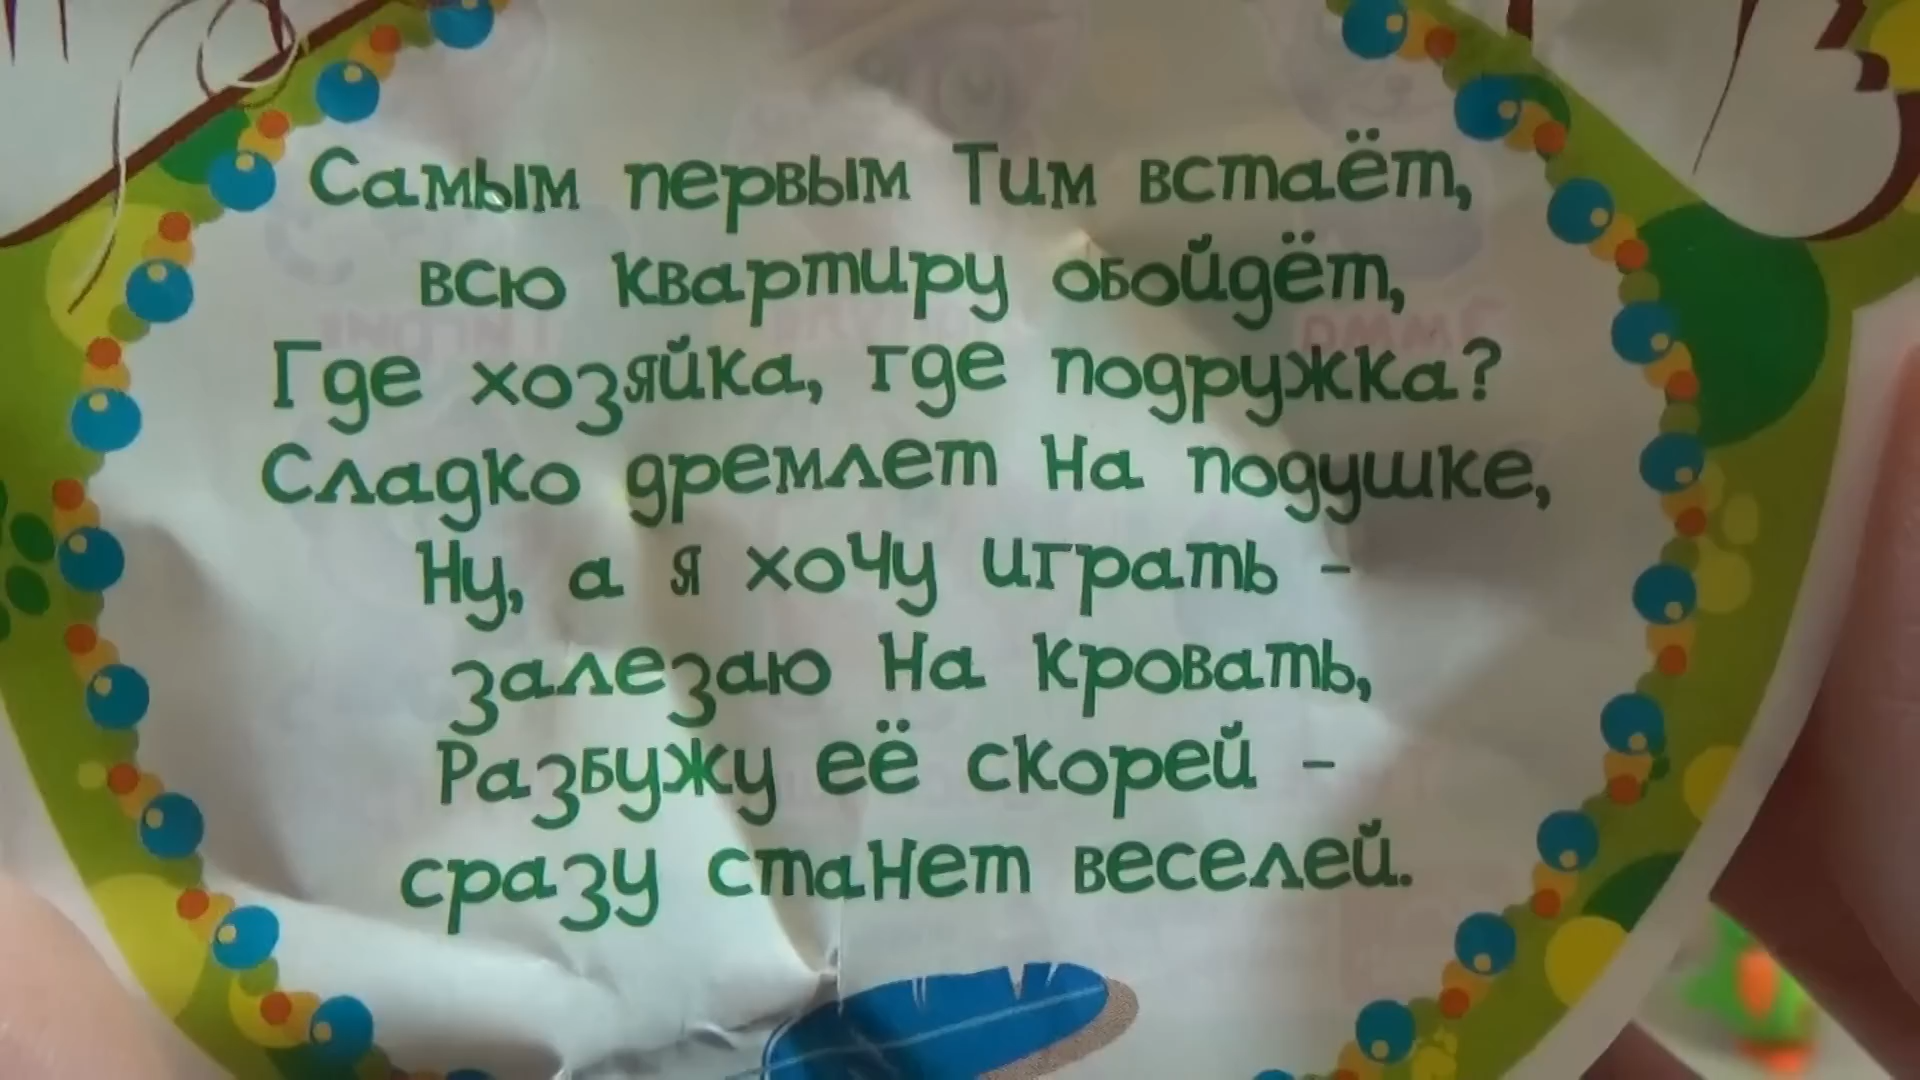 Самым первым Тим встаёт,
всю квартиру обойдёт,
Где хозяйка, где подружка?
Сладко дремлет на подушке,
Ну, а я хочу играть -
залезаю на кровать,
Разбужу её скорей -
сразу станет веселей.